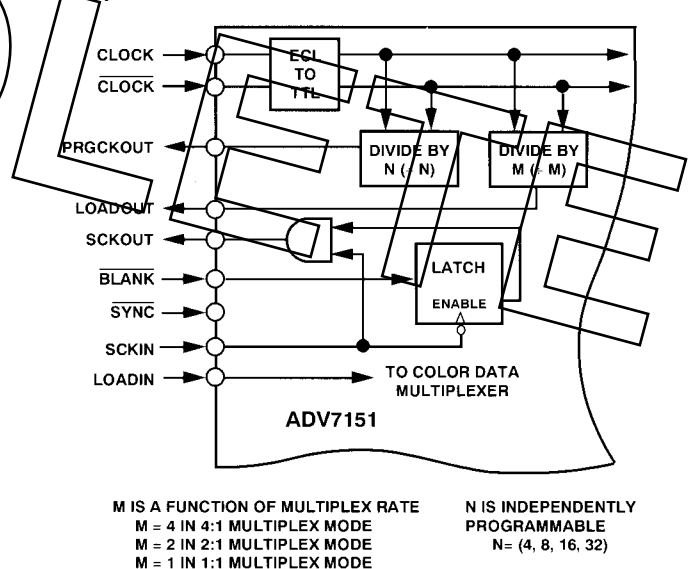 CLOCK
CLOCK
ECL
TO
TTL
PRGCKOUT
DIVIDE BY
N (÷ N)
DIVIDE BY
M (÷ M)
LOADOUT
SCKOUT
BLANK
LATCH
ENABLE
SYNC
SCKIN
LOADIN
TO COLOR DATA
MULTIPLEXER
ADV7151
M IS A FUNCTION OF MULTIPLEX RATE
M = 4 IN 4:1 MULTIPLEX MODE
M = 2 IN 2:1 MULTIPLEX MODE
M = 1 IN 1:1 MULTIPLEX MODE
N IS INDEPENDENTLY
PROGRAMMABLE
N= (4, 8, 16, 32)